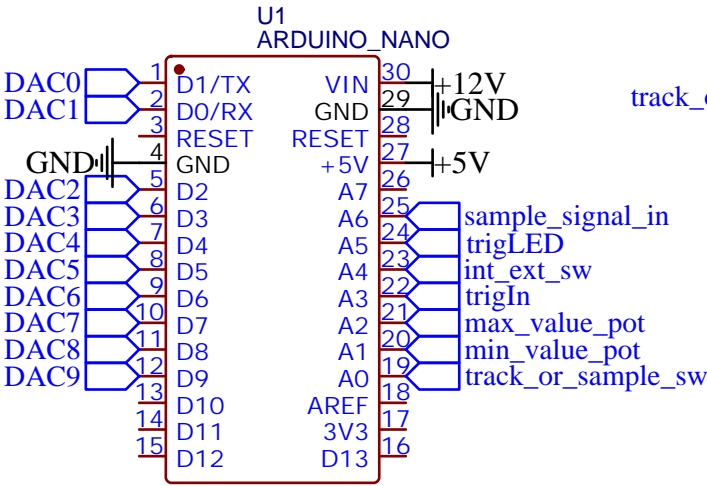 U1
ARDUINO_NANO
DAC0 1 D1/TX VIN 30 +12V
DAC1 2 D0/RX GND 29 GND track_
3 RESET RESET 28
GND 4 GND +5V 27 +5V
DAC2 5 D2 A7 26
DAC3 6 D3 A6 25 sample_signal_in
DAC4 7 D4 A5 24 trigLED
DAC5 8 D5 A4 23 int_ext_sw
DAC6 9 D6 A3 22 trigIn
DAC7 10 D7 A2 21 max_value_pot
DAC8 11 D8 A1 20 min_value_pot
DAC9 12 D9 A0 19 track_or_sample_sw
13 D10 AREF 18
14 D11 3V3 17
15 D12 D13 16